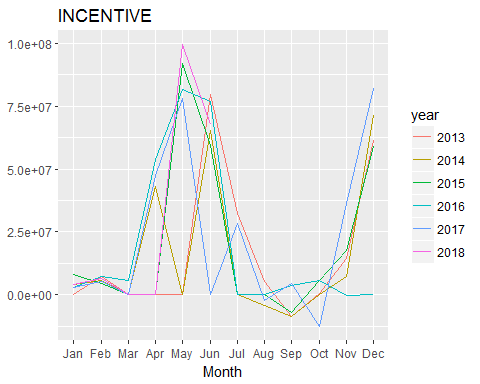 INCENTIVE
1.0e+08
7.5e+07
5.0e+07
2.5e+07
0.0e+00
Jan Feb Mar Apr May Jun Jul Aug Sep Oct Nov Dec
Month
year
2013
2014
2015
2016
2017
2018